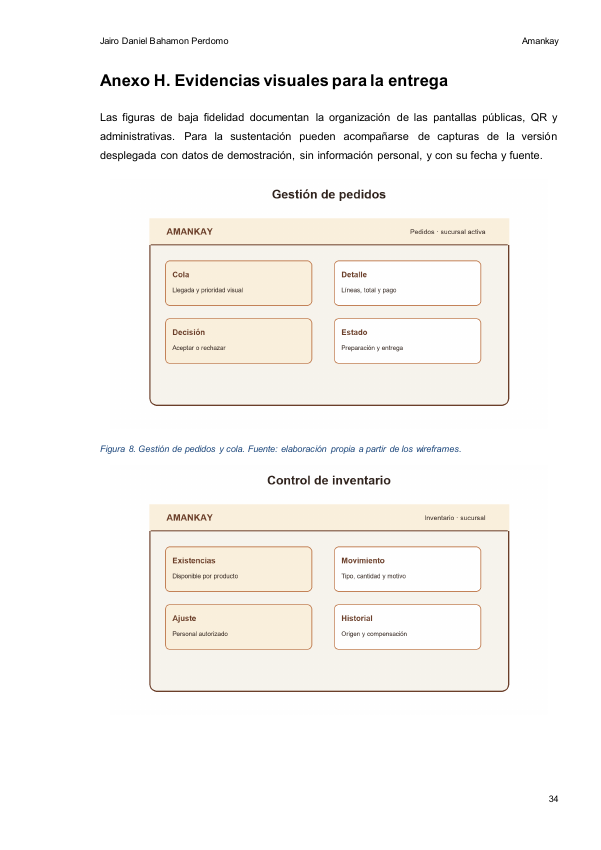 Jairo Daniel Bahamon Perdomo Amankay
Anexo H. Evidencias visuales para la entrega
Las figuras de baja fidelidad documentan la organización de las pantallas públicas, QR y
administrativas. Para la sustentación pueden acompañarse de capturas de la versión
desplegada con datos de demostración, sin información personal, y con su fecha y fuente.
Gestión de pedidos
AMANKAY Pedidos · sucursal activa
Cola
Llegada y prioridad visual
Detalle
Líneas, total y pago
Decisión
Aceptar o rechazar
Estado
Preparación y entrega
Figura 8. Gestión de pedidos y cola. Fuente: elaboración propia a partir de los wireframes.
Control de inventario
AMANKAY Inventario · sucursal
Existencias
Disponible por producto
Movimiento
Tipo, cantidad y motivo
Ajuste
Personal autorizado
Historial
Origen y compensación
34